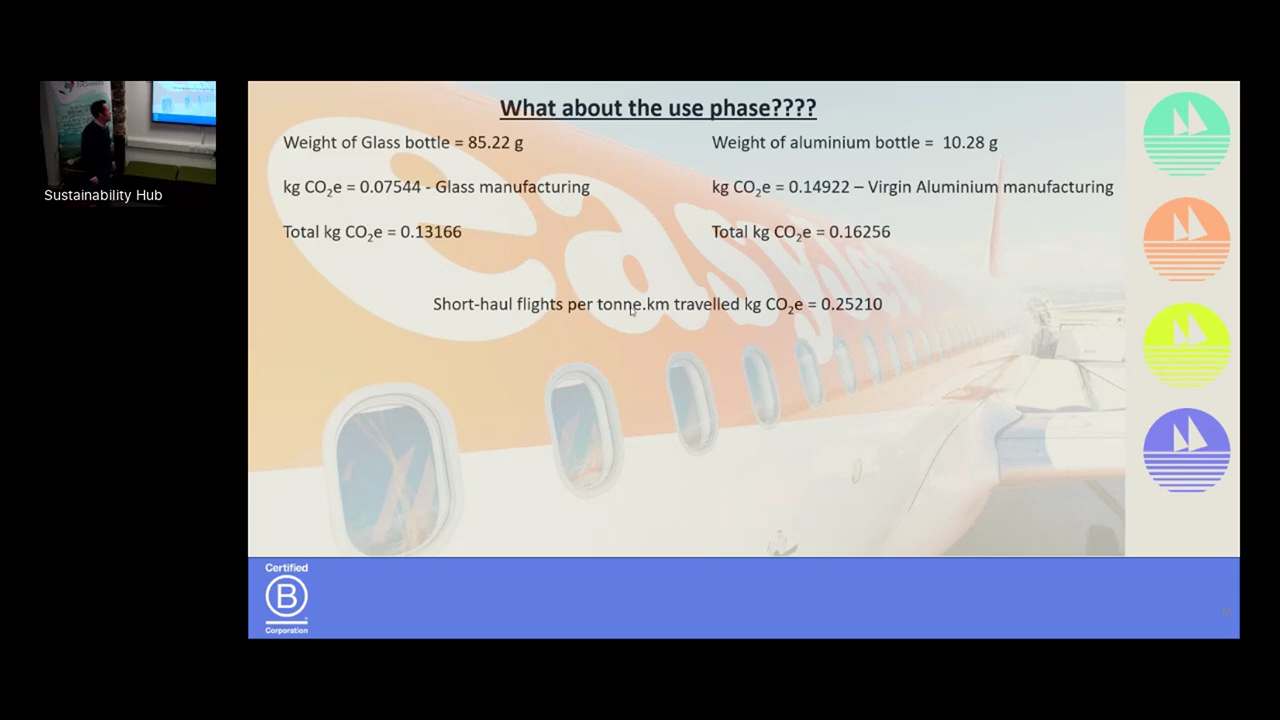 What about the use phase????
Weight of Glass bottle = 85.22 g
Weight of aluminium bottle = 10.28 g
kg CO₂e = 0.07544 - Glass manufacturing
kg CO₂e = 0.14922 – Virgin Aluminium manufacturing
Total kg CO₂e = 0.13166
Total kg CO₂e = 0.16256
Short-haul flights per tonne.km travelled kg CO₂e = 0.25210
easyJet
Sustainability Hub
Certified
B
Corporation